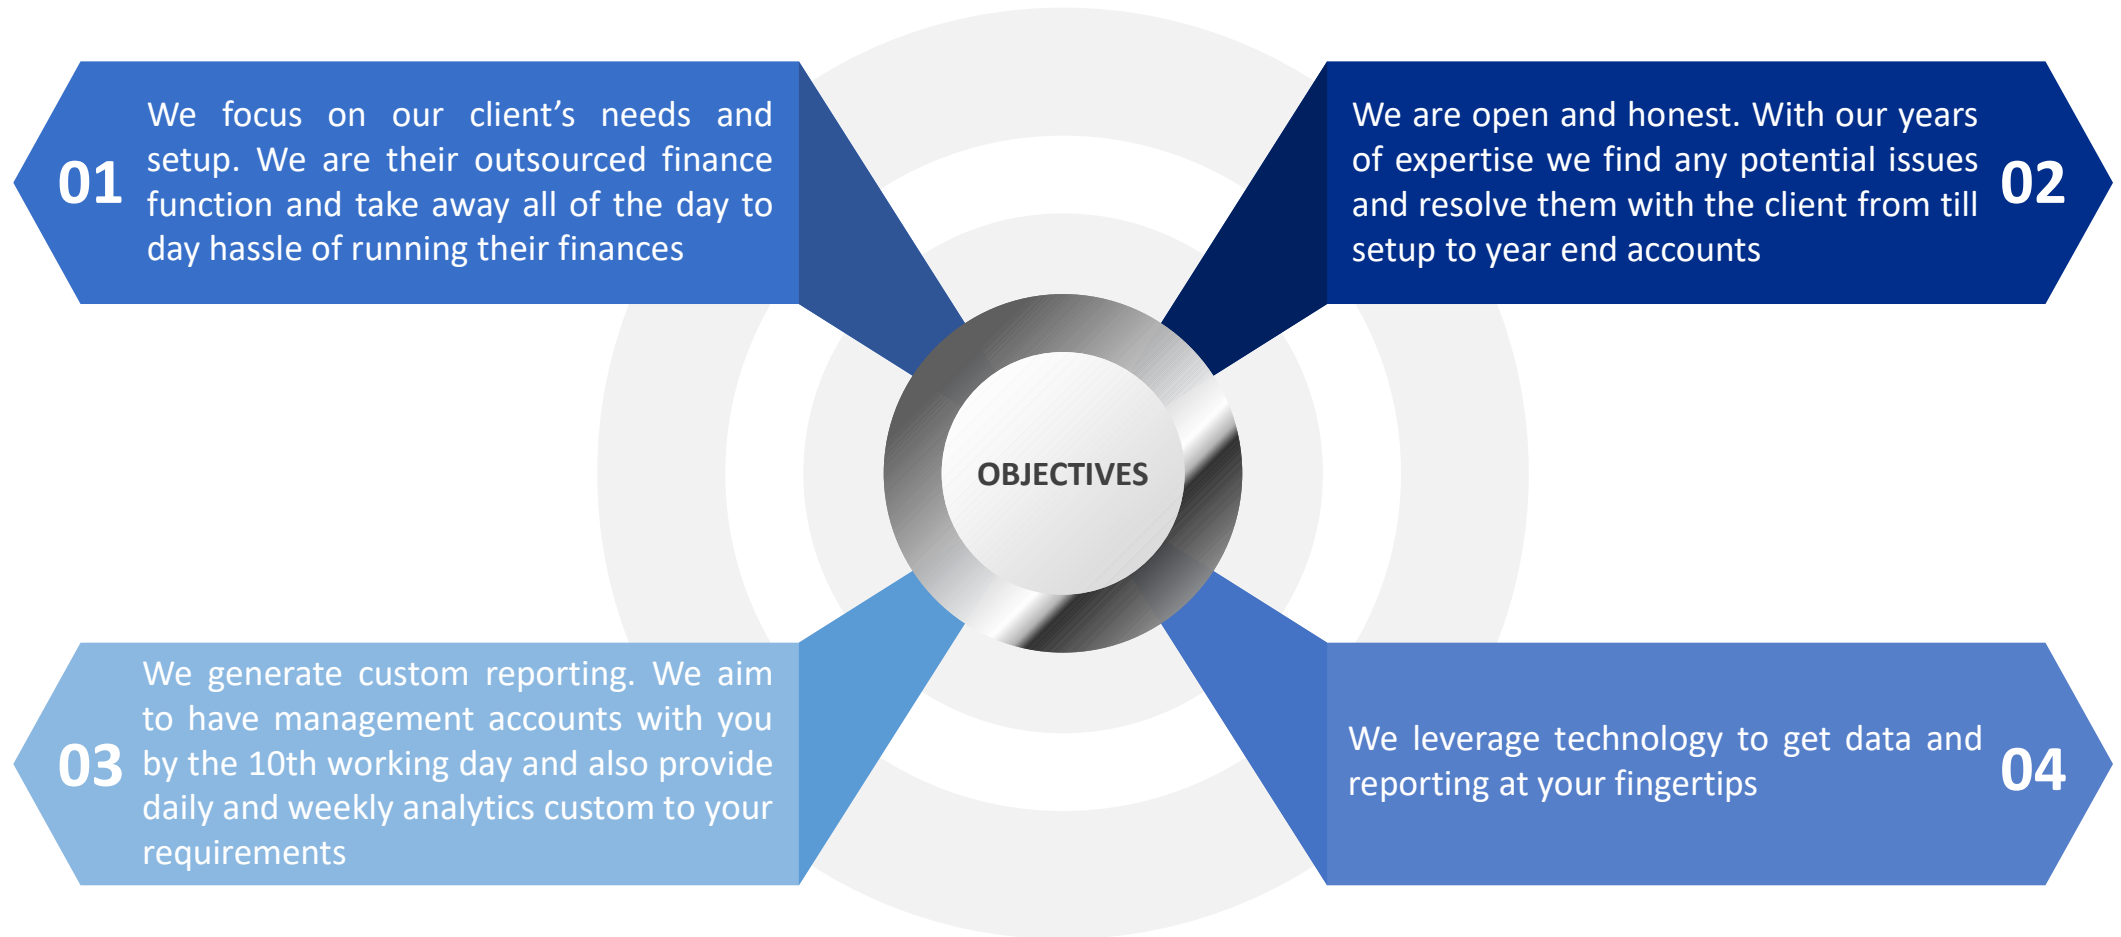 01
We focus on our client’s needs and
setup. We are their outsourced finance
function and take away all of the day to
day hassle of running their finances
We are open and honest. With our years
of expertise we find any potential issues
and resolve them with the client from till
setup to year end accounts
02
OBJECTIVES
03
We generate custom reporting. We aim
to have management accounts with you
by the 10th working day and also provide
daily and weekly analytics custom to your
requirements
We leverage technology to get data and
reporting at your fingertips
04